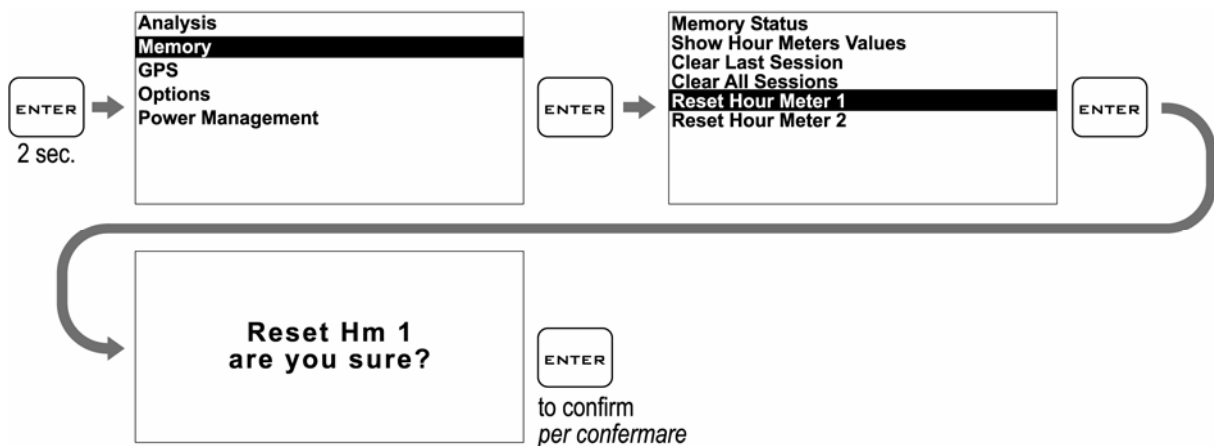 ENTER
2 sec.
Analysis
Memory
GPS
Options
Power Management
ENTER
Memory Status
Show Hour Meters Values
Clear Last Session
Clear All Sessions
Reset Hour Meter 1
Reset Hour Meter 2
ENTER
Reset Hm 1
are you sure?
ENTER
to confirm
per confermare